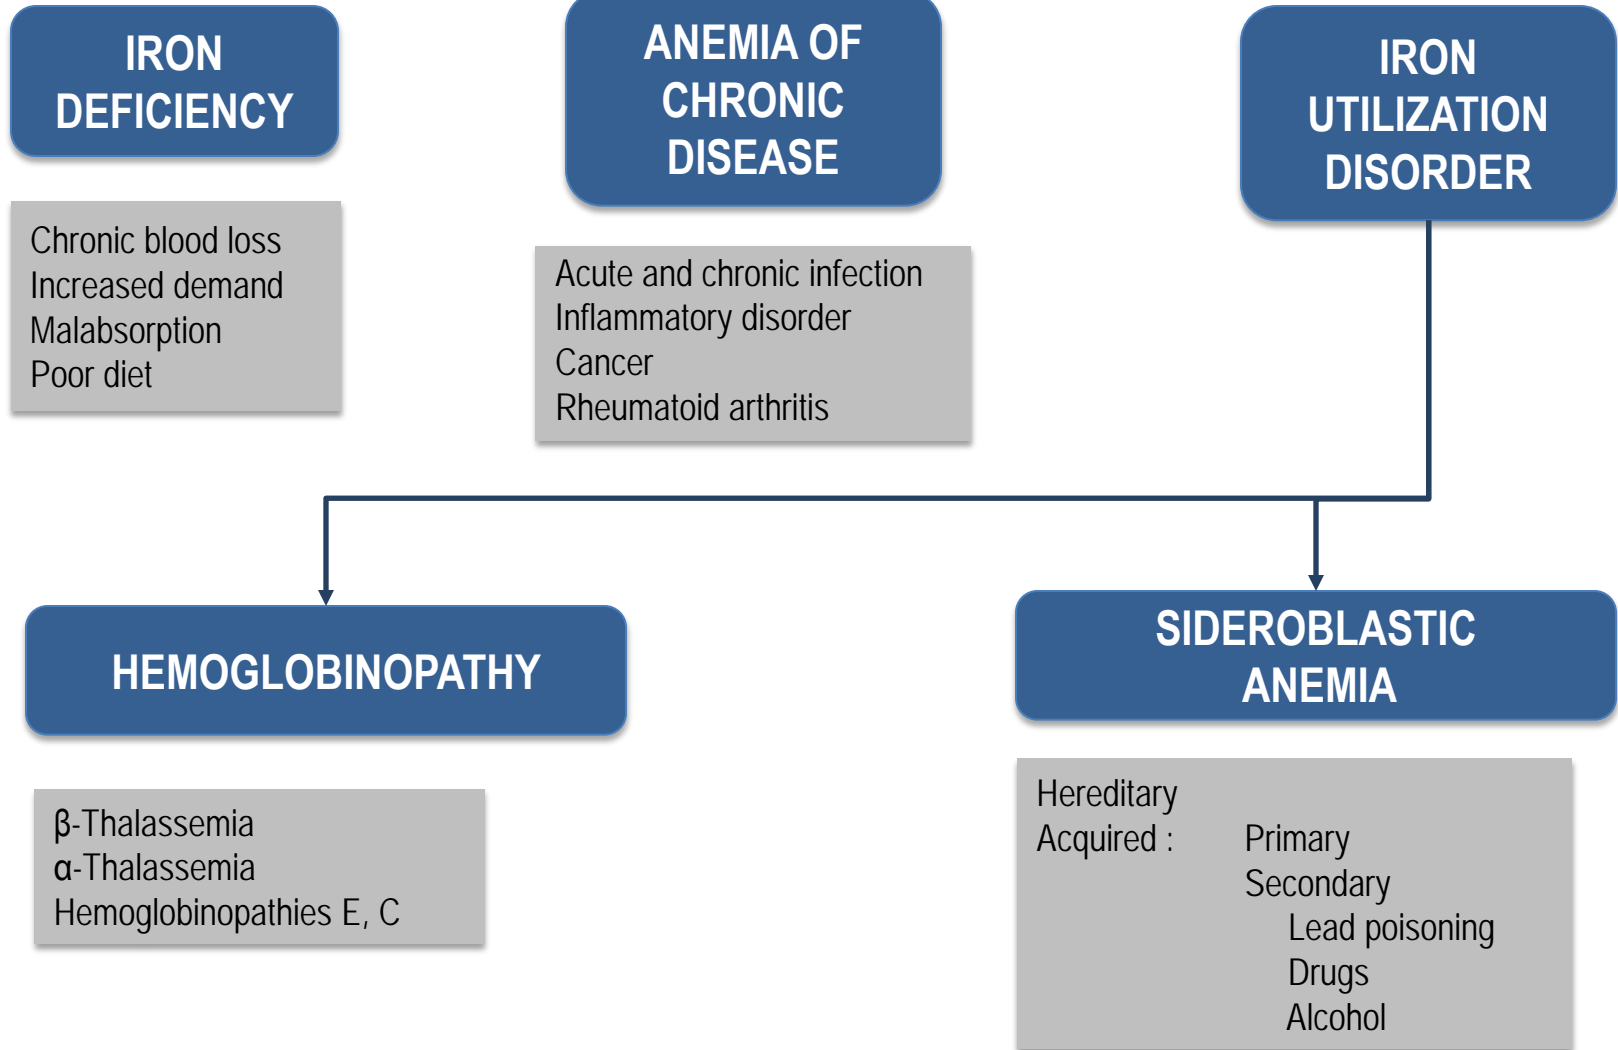 IRON
DEFICIENCY
Chronic blood loss
Increased demand
Malabsorption
Poor diet
ANEMIA OF
CHRONIC
DISEASE
Acute and chronic infection
Inflammatory disorder
Cancer
Rheumatoid arthritis
IRON
UTILIZATION
DISORDER
HEMOGLOBINOPATHY
β-Thalassemia
α-Thalassemia
Hemoglobinopathies E, C
SIDEROBLASTIC
ANEMIA
Hereditary
Acquired : Primary
Secondary
Lead poisoning
Drugs
Alcohol